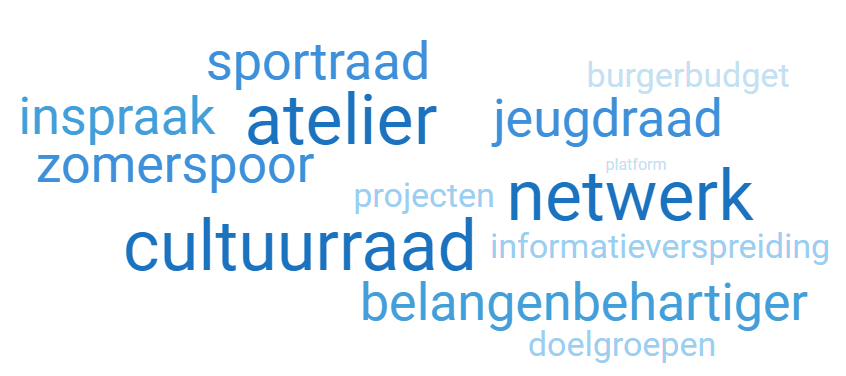 sportraad
burgerbudget
inspraak atelier jeugdraad
zomerspoor
platform
projecten netwerk
cultuurraad informatieverspreiding
belangenbehartiger
doelgroepen